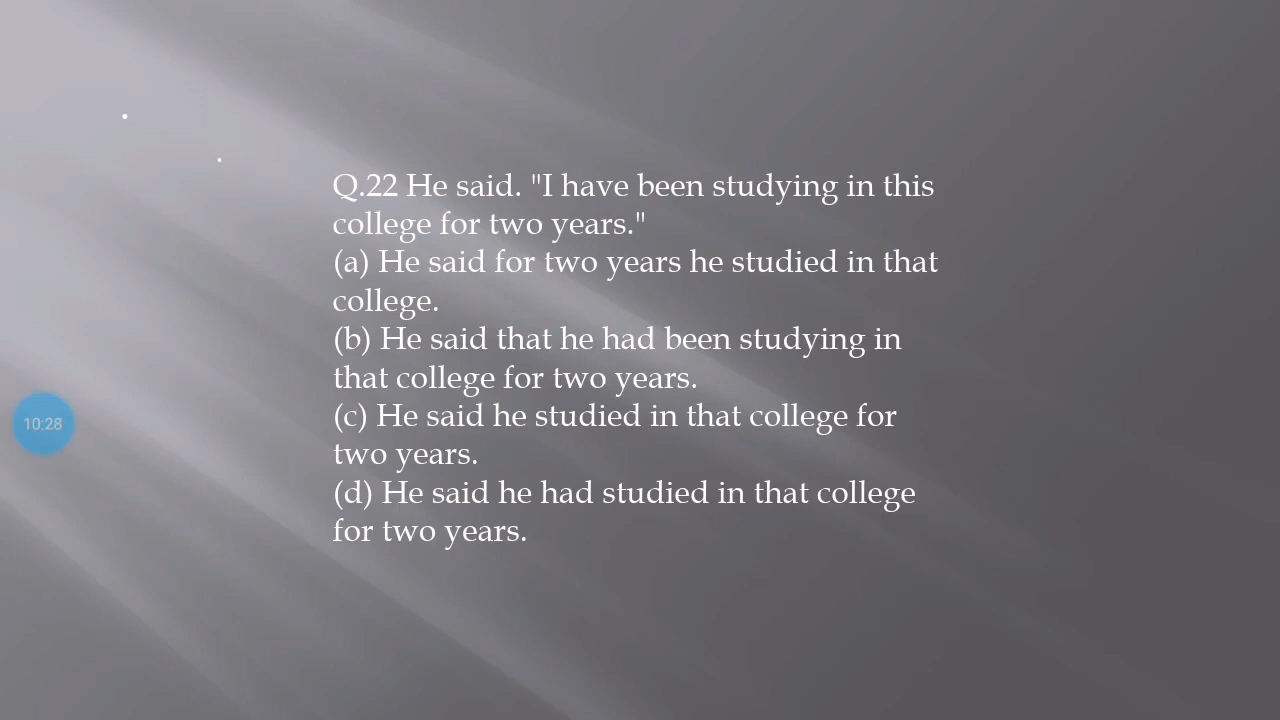 Q.22 He said. "I have been studying in this
college for two years."
(a) He said for two years he studied in that
college.
(b) He said that he had been studying in
that college for two years.
(c) He said he studied in that college for
two years.
(d) He said he had studied in that college
for two years.
10:28